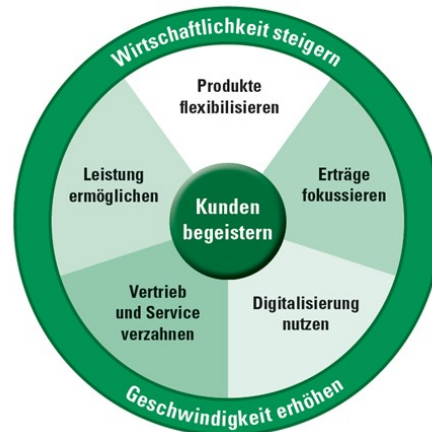 Wirtschaftlichkeit steigern
Produkte
flexibilisieren
Leistung
ermöglichen
Erträge
fokussieren
Kunden
begeistern
Vertrieb
und Service
verzahnen
Digitalisierung
nutzen
Geschwindigkeit erhöhen